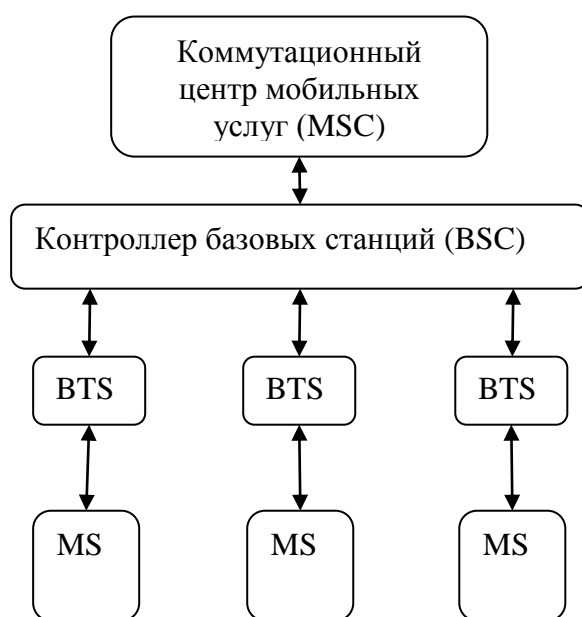 Коммутационный
центр мобильных
услуг (MSC)
Контроллер базовых станций (BSC)
BTS
BTS
BTS
MS
MS
MS